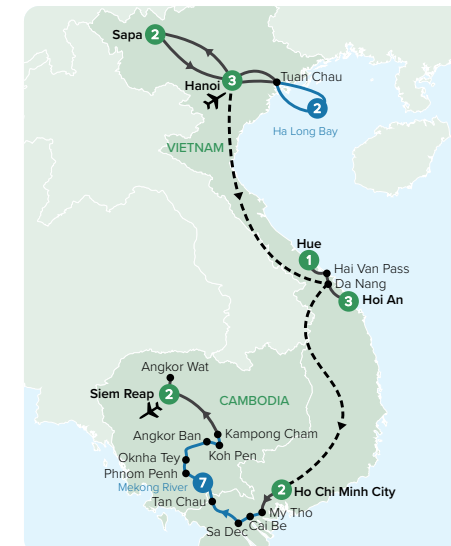 Sapa 2
3
Hanoi
Tuan Chau
2
Ha Long Bay
VIETNAM
Hue
1
Hai Van Pass
Da Nang
3 Hoi An
Angkor Wat
Siem Reap 2
CAMBODIA
Angkor Ban
Kampong Cham
Koh Pen
Oknha Tey
Phnom Penh
Mekong River 7
Tan Chau
2 Ho Chi Minh City
My Tho
Cai Be
Sa Dec